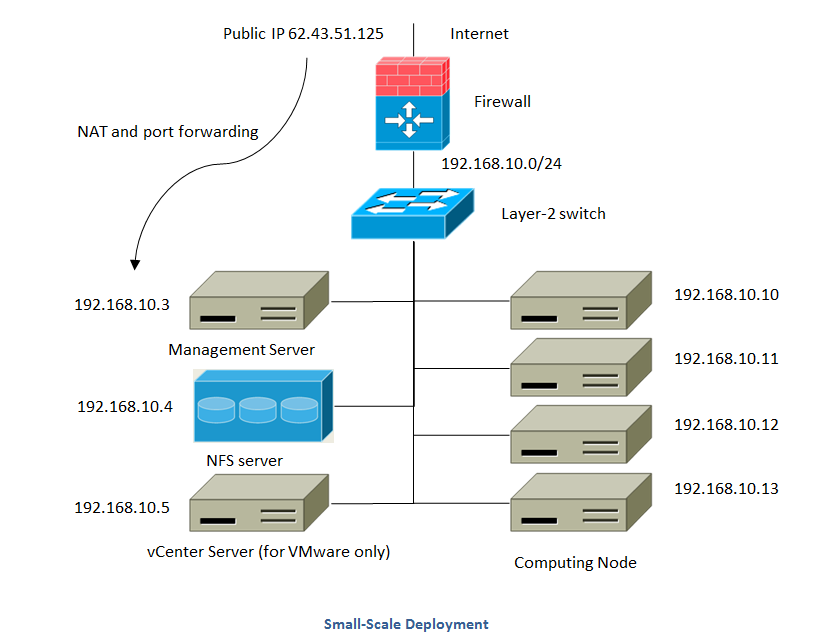 Public IP 62.43.51.125
Internet
Firewall
NAT and port forwarding
192.168.10.0/24
Layer-2 switch
192.168.10.3
192.168.10.10
Management Server
192.168.10.11
192.168.10.4
192.168.10.12
NFS server
192.168.10.5
192.168.10.13
vCenter Server (for VMware only)
Computing Node
Small-Scale Deployment